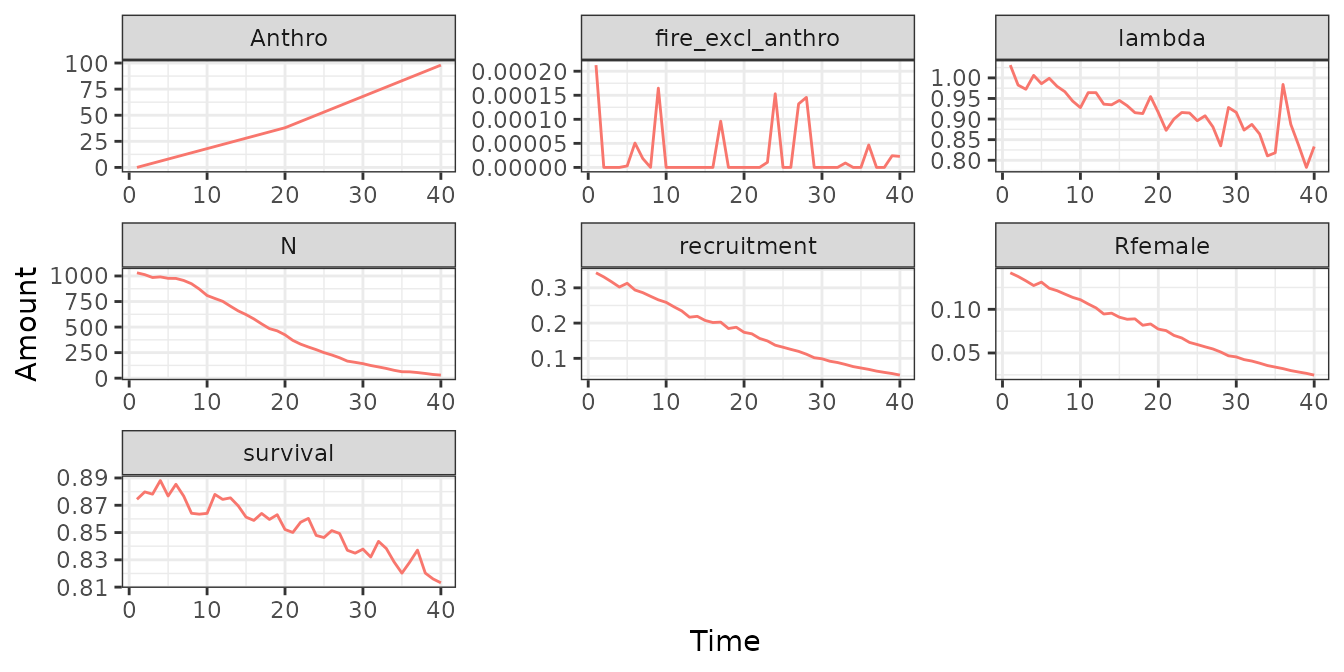 Anthro
fire_excl_anthro
lambda
100
75
50
25
0
0 10 20 30 40
0.00020
0.00015
0.00010
0.00005
0.00000
0 10 20 30 40
1.00
0.95
0.90
0.85
0.80
0 10 20 30 40
N
recruitment
Rfemale
1000
750
500
250
0
0 10 20 30 40
0.3
0.2
0.1
0 10 20 30 40
0.10
0.05
0 10 20 30 40
survival
0.89
0.87
0.85
0.83
0.81
0 10 20 30 40
Amount
Time